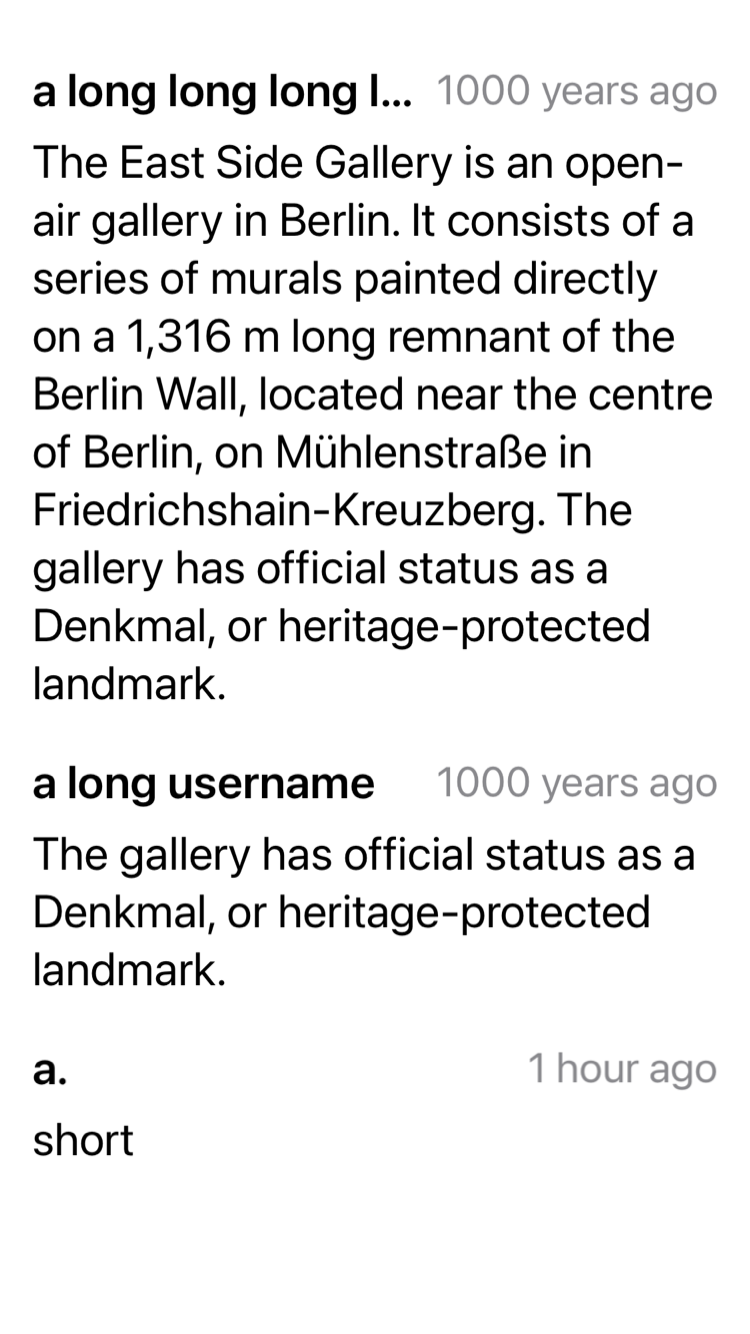 a long long long l...
1000 years ago
The East Side Gallery is an open-
air gallery in Berlin. It consists of a
series of murals painted directly
on a 1,316 m long remnant of the
Berlin Wall, located near the centre
of Berlin, on Mühlenstraße in
Friedrichshain-Kreuzberg. The
gallery has official status as a
Denkmal, or heritage-protected
landmark.
a long username
1000 years ago
The gallery has official status as a
Denkmal, or heritage-protected
landmark.
a.
1 hour ago
short